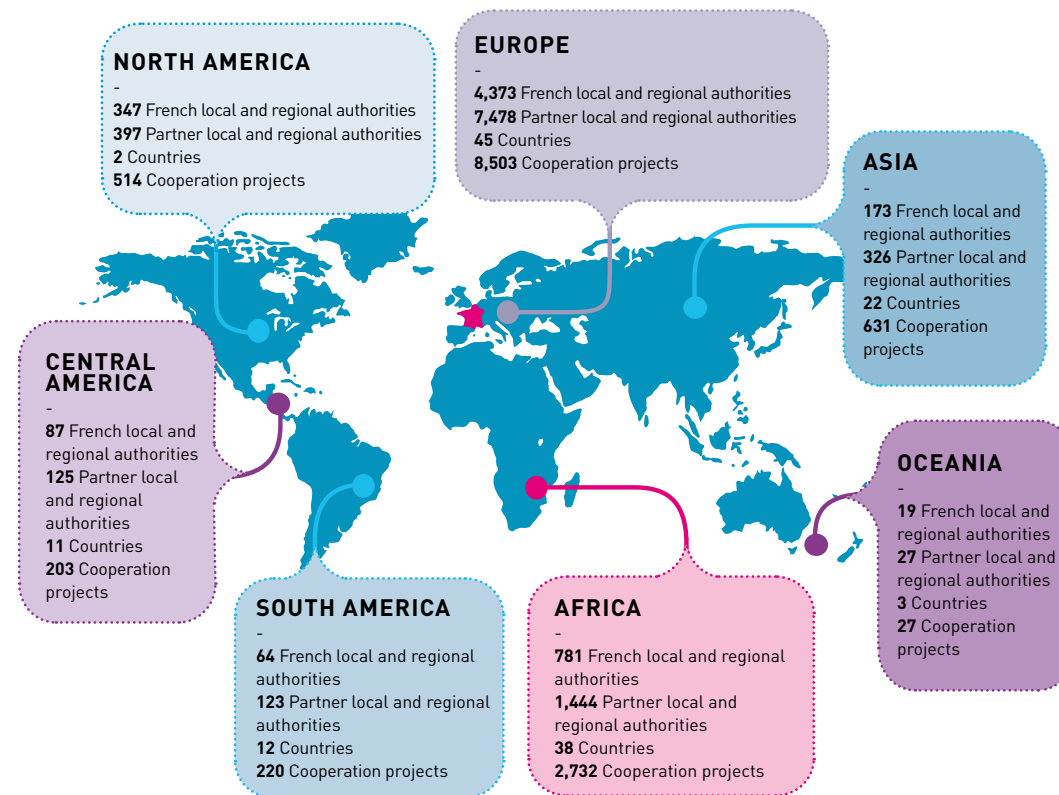 NORTH AMERICA
-
347 French local and regional authorities
397 Partner local and regional authorities
2 Countries
514 Cooperation projects
EUROPE
-
4,373 French local and regional authorities
7,478 Partner local and regional authorities
45 Countries
8,503 Cooperation projects
ASIA
-
173 French local and
regional authorities
326 Partner local and
regional authorities
22 Countries
631 Cooperation
projects
CENTRAL
AMERICA
-
87 French local and
regional authorities
125 Partner local
and regional
authorities
11 Countries
203 Cooperation
projects
OCEANIA
-
19 French local and
regional authorities
27 Partner local and
regional authorities
3 Countries
27 Cooperation
projects
SOUTH AMERICA
-
64 French local and regional
authorities
123 Partner local and regional
authorities
12 Countries
220 Cooperation projects
AFRICA
-
781 French local and regional
authorities
1,444 Partner local and
regional authorities
38 Countries
2,732 Cooperation projects